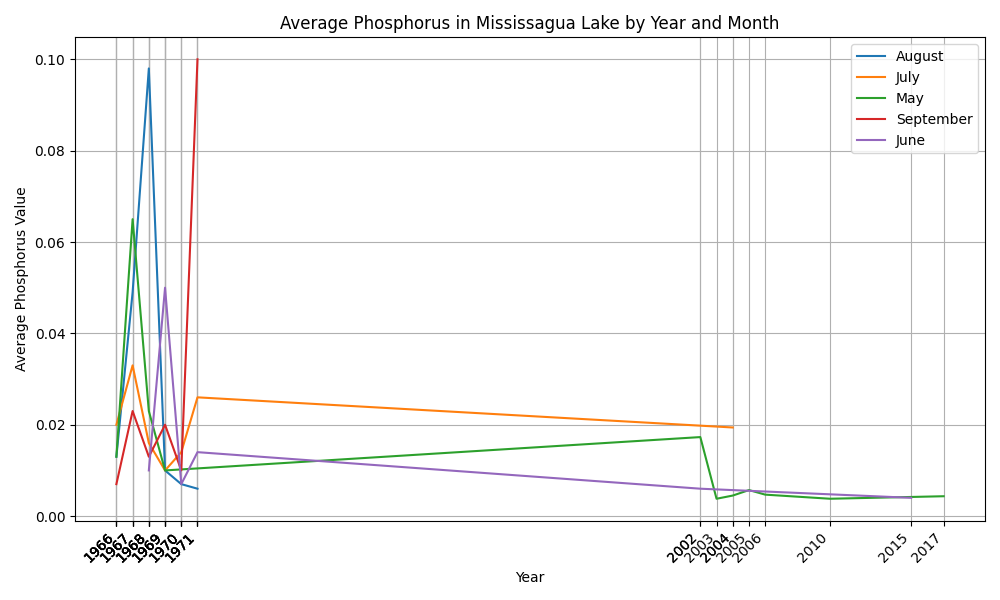 Average Phosphorus in Mississagua Lake by Year and Month
Average Phosphorus Value
0.10
0.08
0.06
0.04
0.02
0.00
August
July
May
September
June
1966
1967
1968
1969
1970
1971
2002
2003
2004
2005
2006
2010
2015
2017
Year